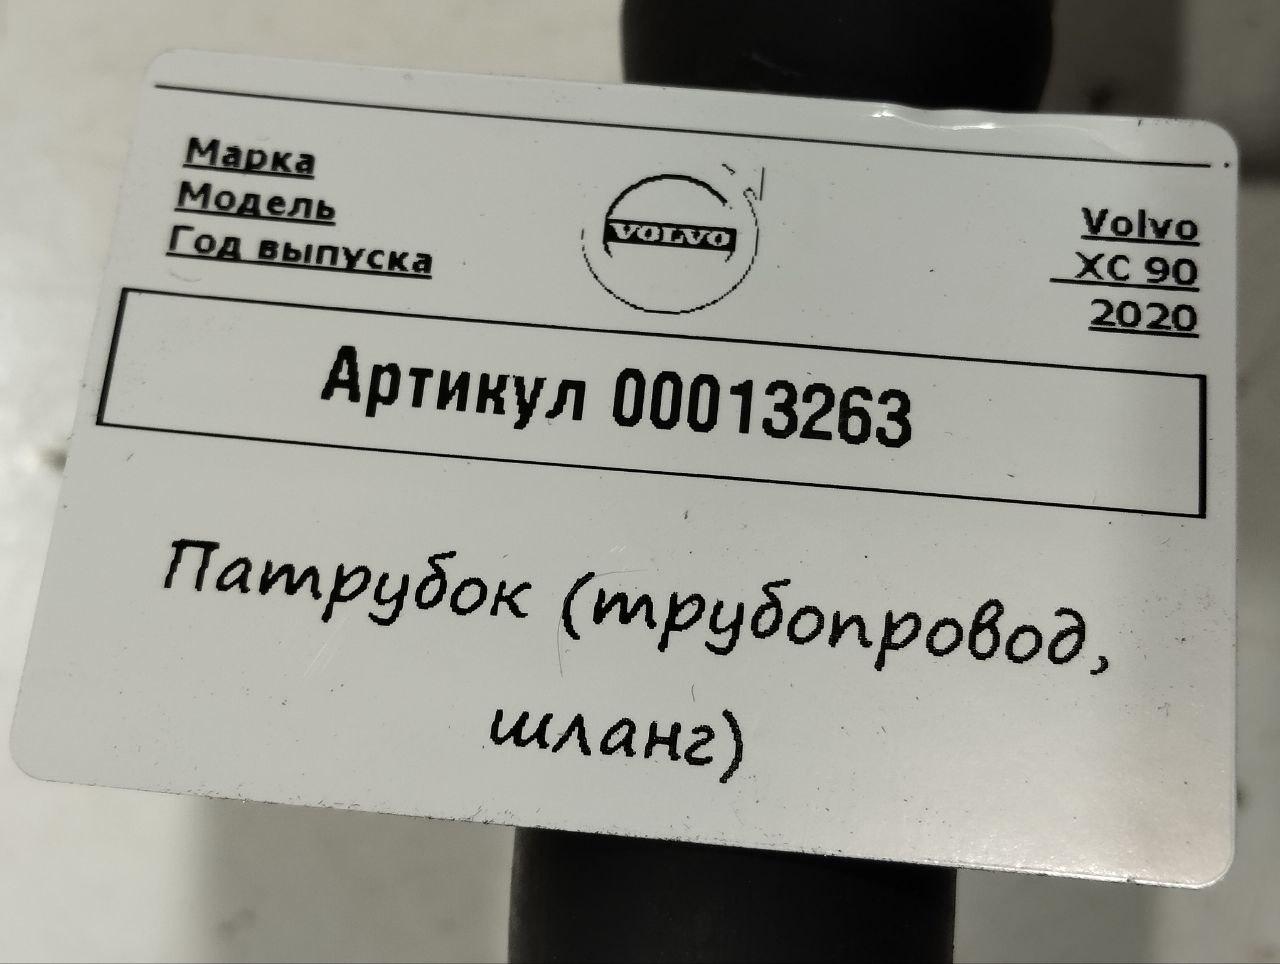 Марка
Модель
Год выпуска
VOLVO
Volvo
XC 90
2020
Артикул 00013263
Патрубок (трубопровод,
шланг)